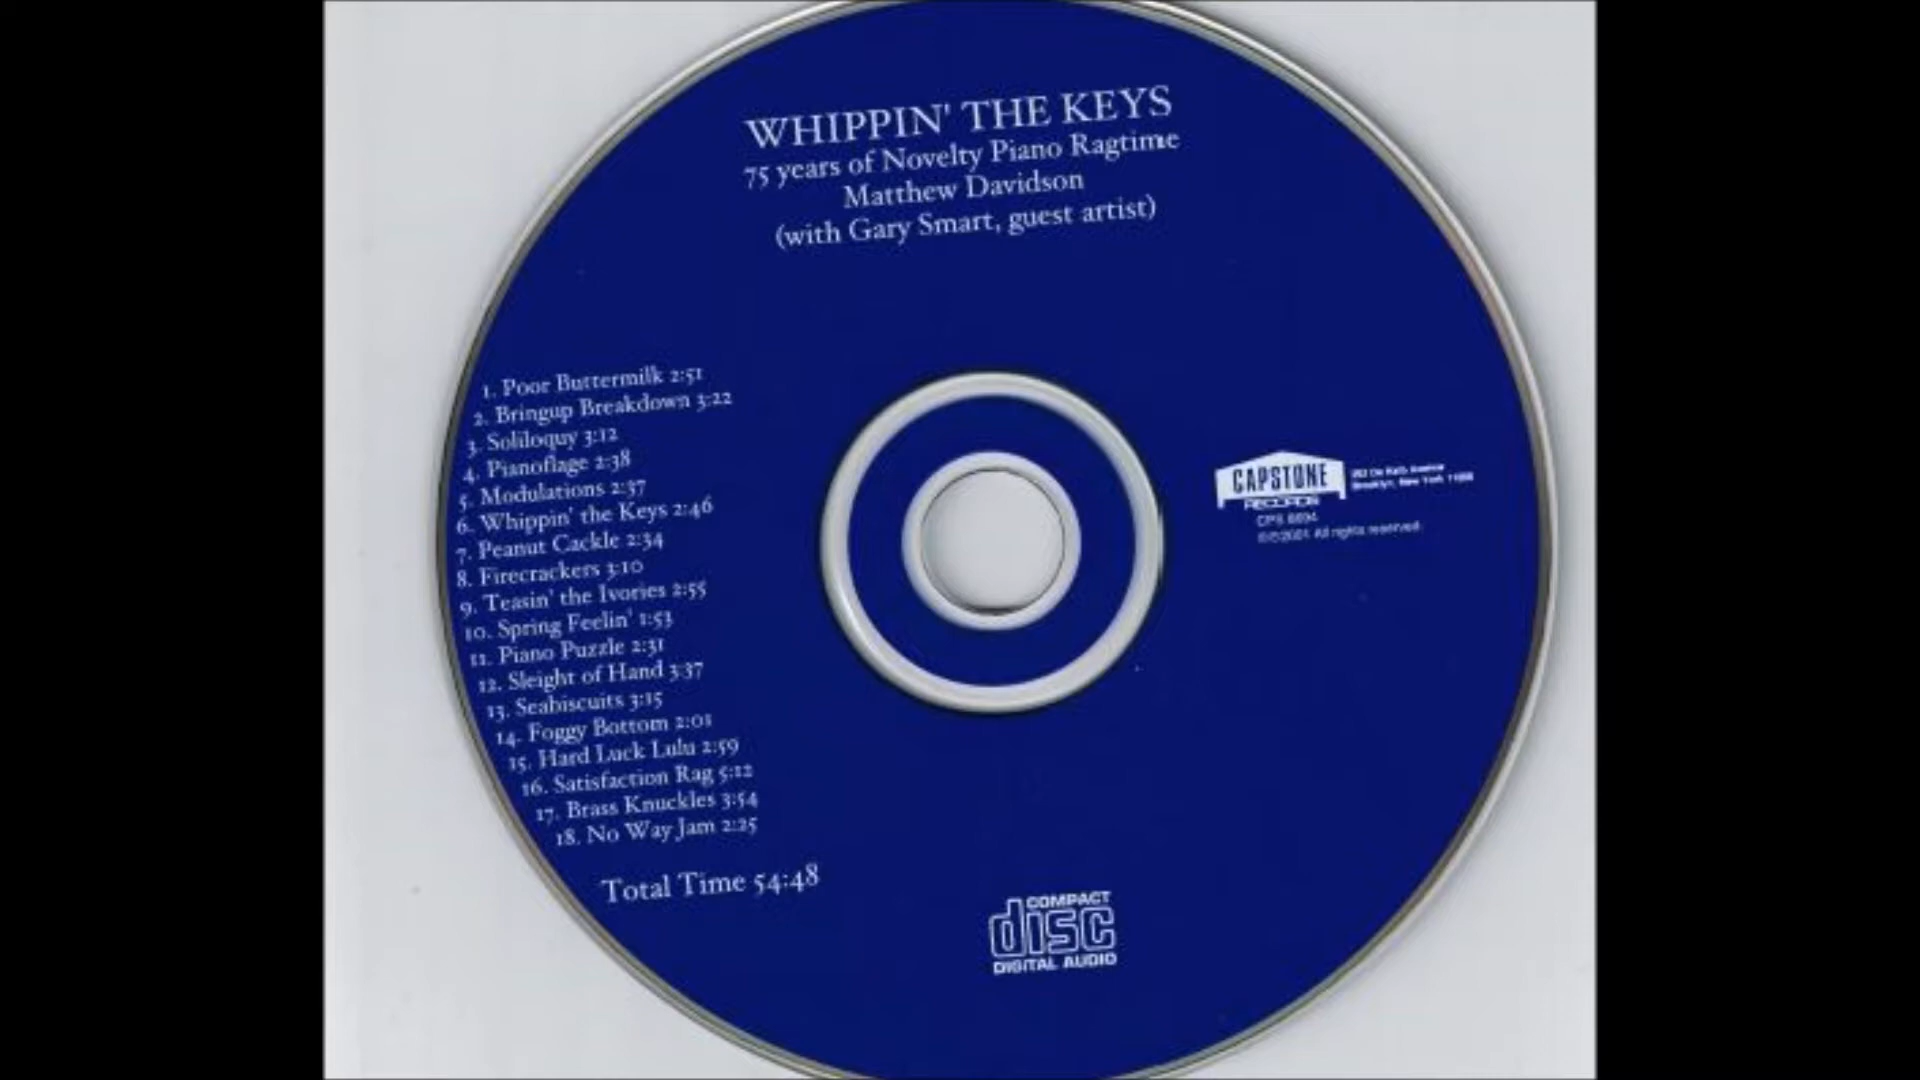 WHIPPIN' THE KEYS
75 years of Novelty Piano Ragtime
Matthew Davidson
(with Gary Smart, guest artist)
1. Poor Buttermilk 2:51
2. Bringup Breakdown 3:22
3. Soliloquy 3:12
4. Pianoflage 2:38
5. Modulations 2:37
6. Whippin' the Keys 2:46
7. Peanut Cackle 2:34
8. Firecrackers 3:10
9. Teasin' the Ivories 2:55
10. Spring Feelin' 1:53
11. Piano Puzzle 2:31
12. Sleight of Hand 3:37
13. Seabiscuits 3:15
14. Foggy Bottom 2:01
15. Hard Luck Lulu 2:59
16. Satisfaction Rag 5:12
17. Brass Knuckles 3:54
18. No Way Jam 2:25
Total Time 54:48
CAPSTONE
RECORDS
Brooklyn, New York
CPS
All rights reserved.
COMPACT
disc
DIGITAL AUDIO